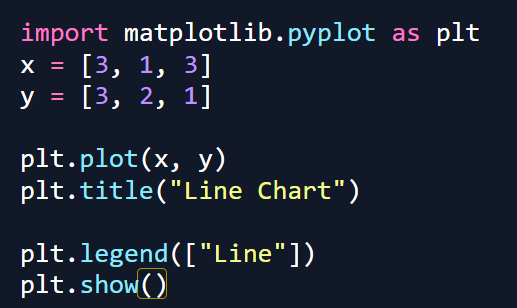 import matplotlib.pyplot as plt
x = [3, 1, 3]
y = [3, 2, 1]
plt.plot(x, y)
plt.title("Line Chart")
plt.legend(["Line"])
plt.show()